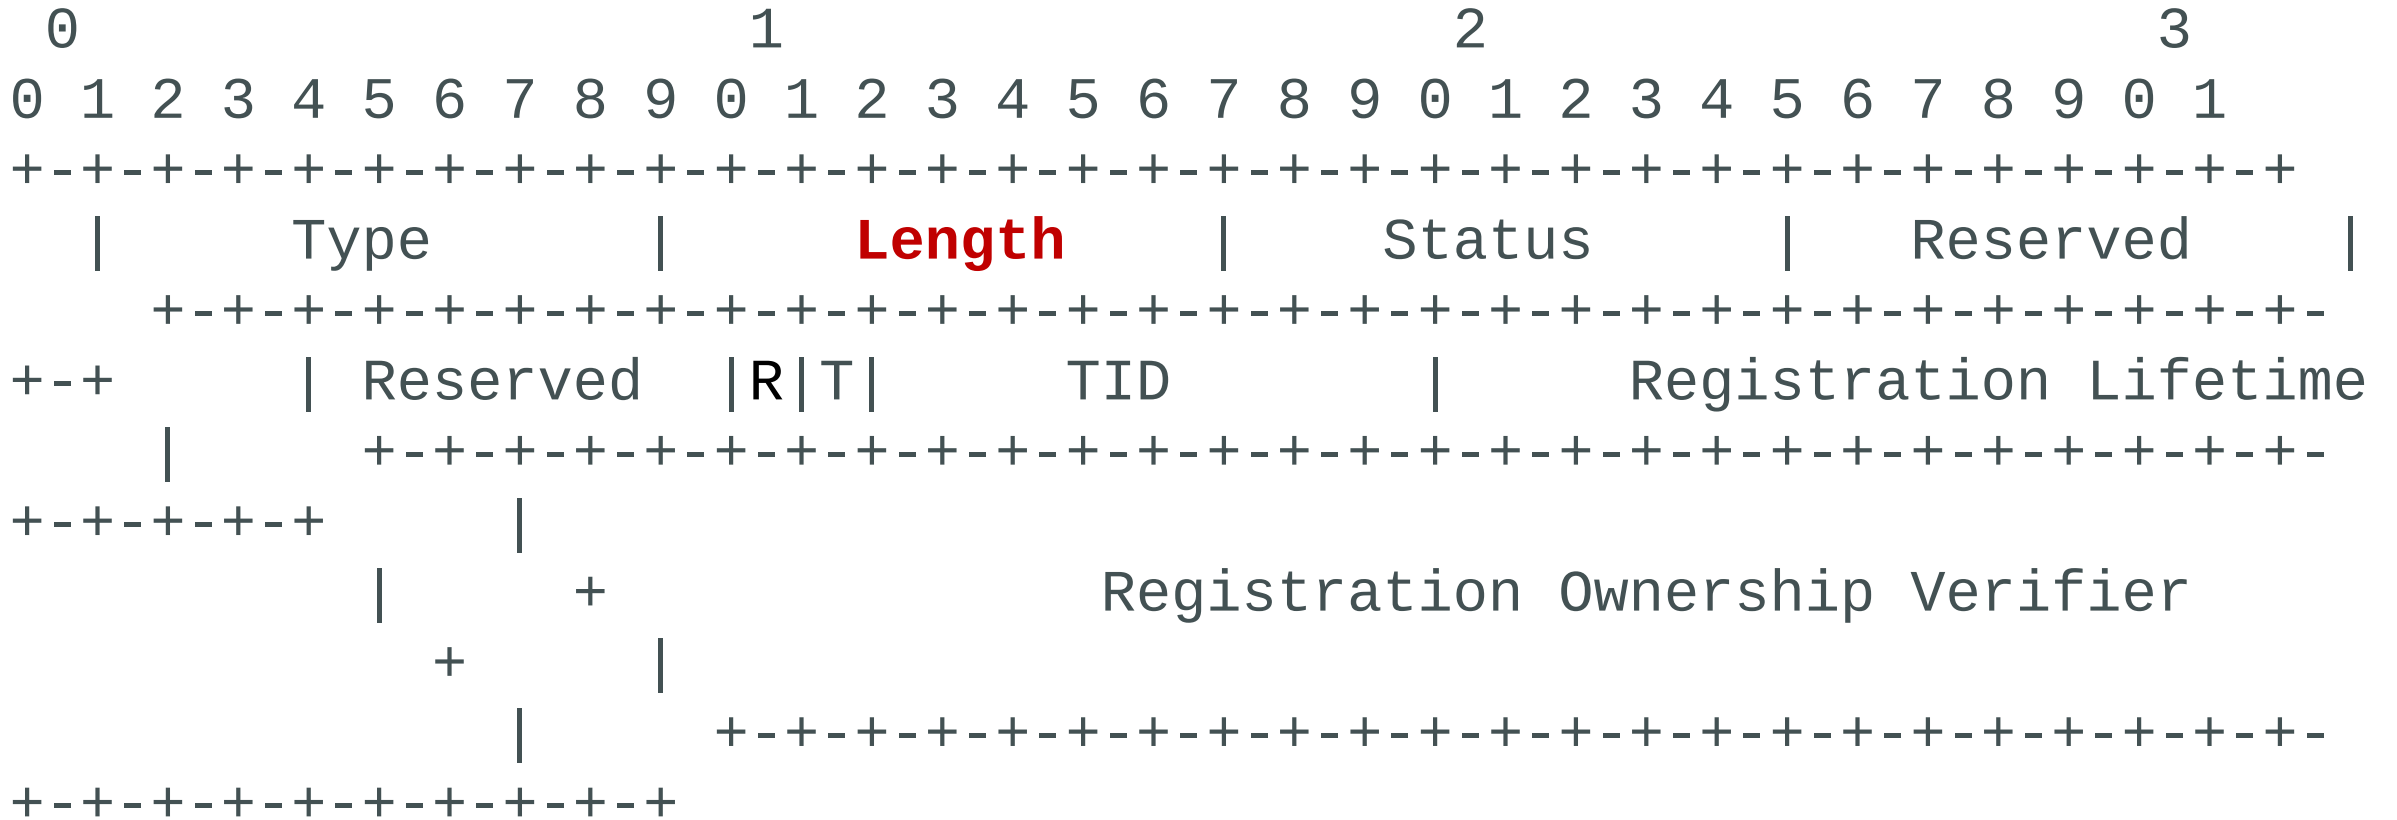 0                   1                   2                   3
0 1 2 3 4 5 6 7 8 9 0 1 2 3 4 5 6 7 8 9 0 1 2 3 4 5 6 7 8 9 0 1
+-+-+-+-+-+-+-+-+-+-+-+-+-+-+-+-+-+-+-+-+-+-+-+-+-+-+-+-+-+-+-+-+
  |     Type      |     Length    |    Status     |   Reserved    |
    +-+-+-+-+-+-+-+-+-+-+-+-+-+-+-+-+-+-+-+-+-+-+-+-+-+-+-+-+-+-+-
+-+     | Reserved  |R|T|     TID       |     Registration Lifetime
    |     +-+-+-+-+-+-+-+-+-+-+-+-+-+-+-+-+-+-+-+-+-+-+-+-+-+-+-+-
+-+-+-+-+     |
          |     +              Registration Ownership Verifier
            +     |
              |     +-+-+-+-+-+-+-+-+-+-+-+-+-+-+-+-+-+-+-+-+-+-+-
+-+-+-+-+-+-+-+-+-+